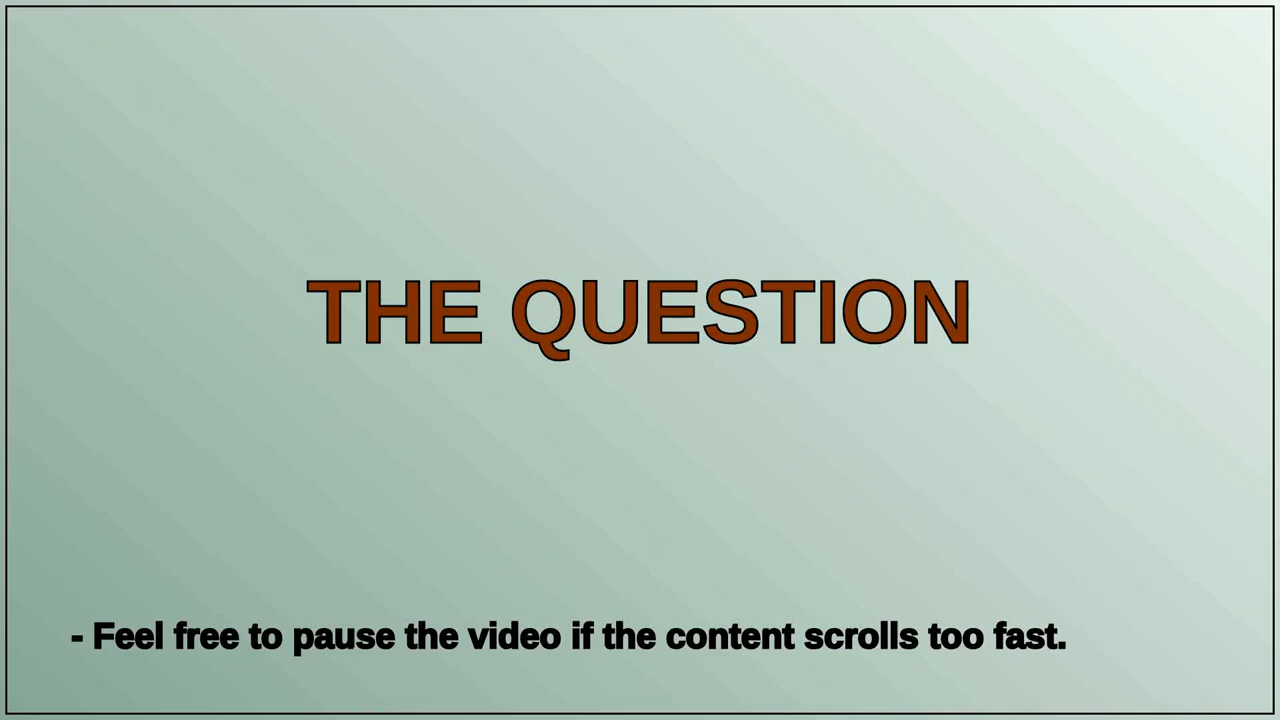 THE QUESTION
- Feel free to pause the video if the content scrolls too fast.